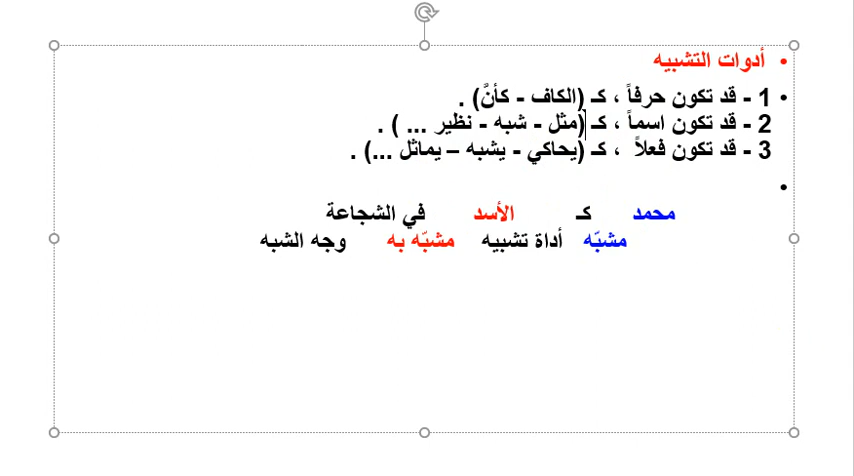 • أدوات التشبيه
• 1 - قد تكون حرفاً ، كـ (الكاف - كأنّ) .
2 - قد تكون اسماً ، كـ (مثل - شبه - نظير ... ) .
3 - قد تكون فعلاً ، كـ (يحاكي - يشبه – يماثل ...) .
•
محمد كـ الأسد في الشجاعة
مشبّه أداة تشبيه مشبّه به وجه الشبه